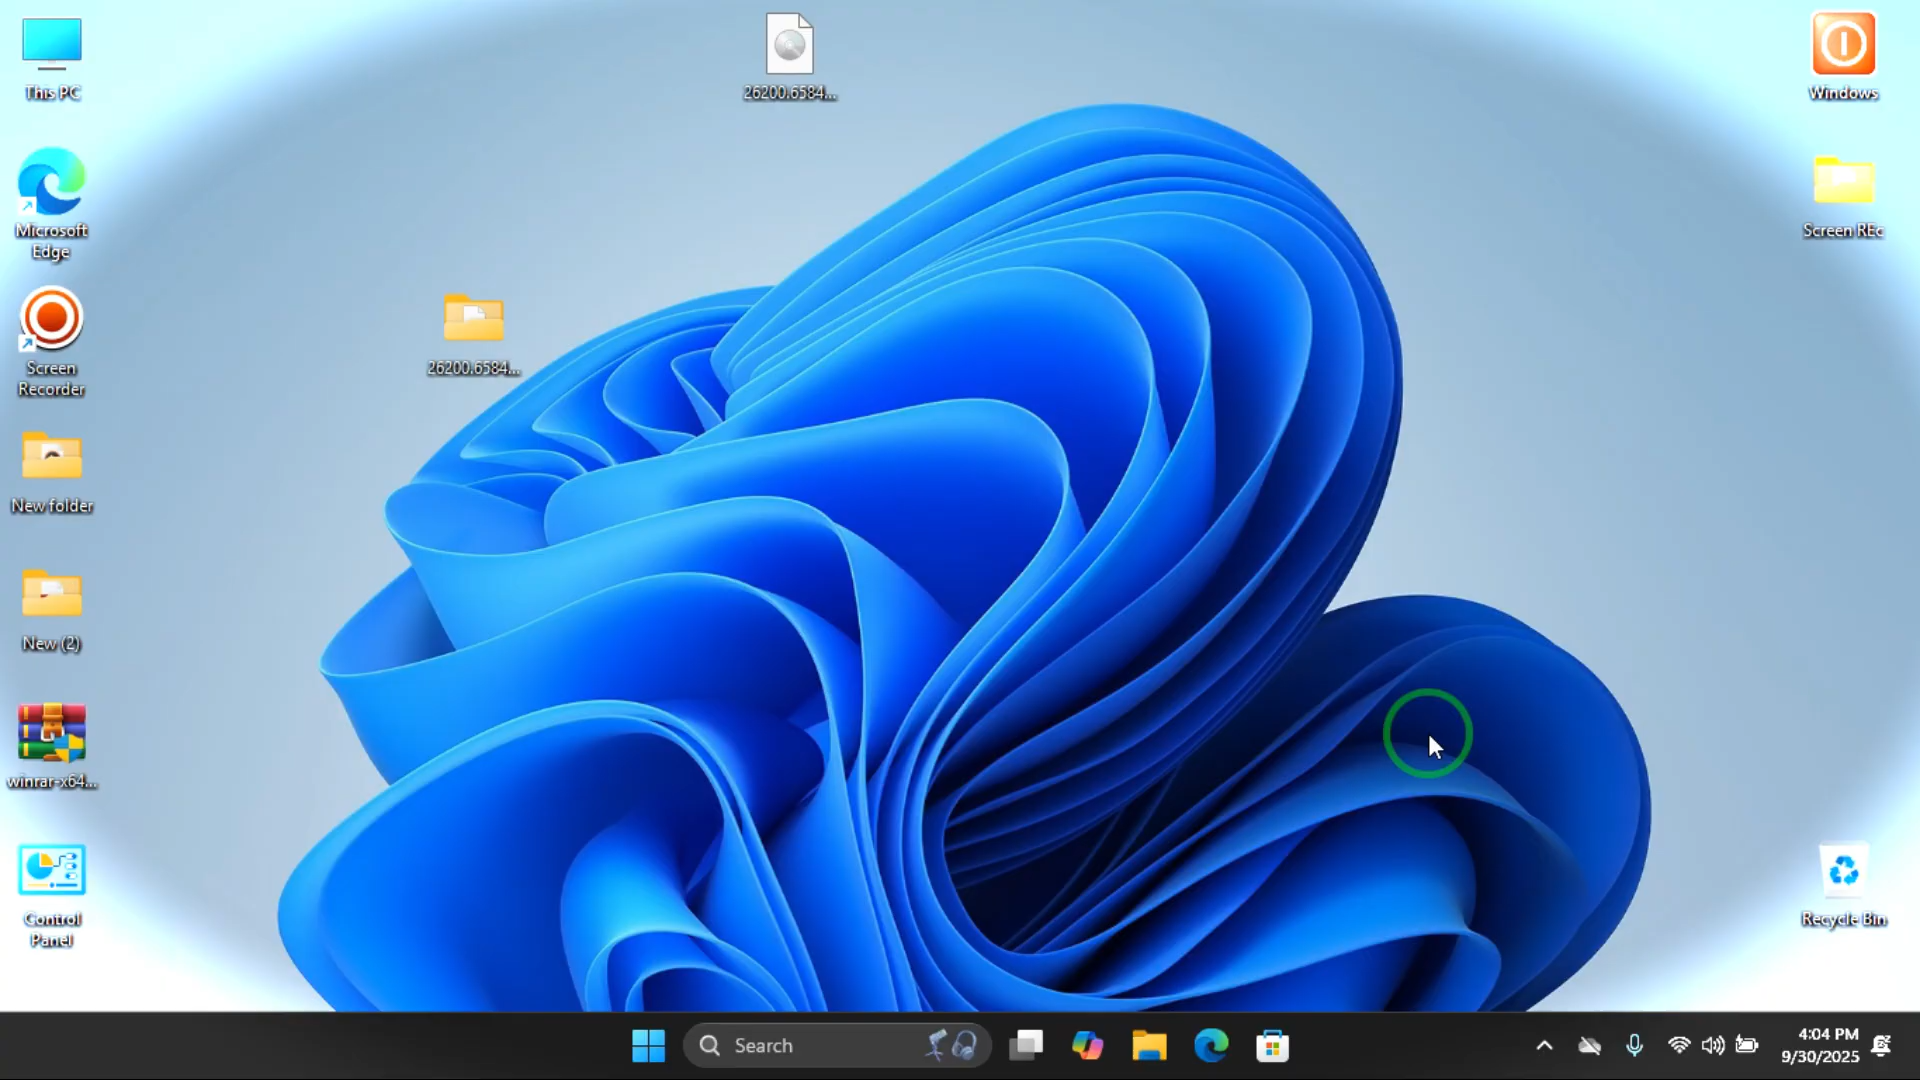 This PC
26200.6584...
Windows
Microsoft
Edge
Screen REc
Screen
Recorder
26200.6584...
New folder
New (2)
winrar-x64...
Control
Panel
Recycle Bin
Search
4:04 PM
9/30/2025